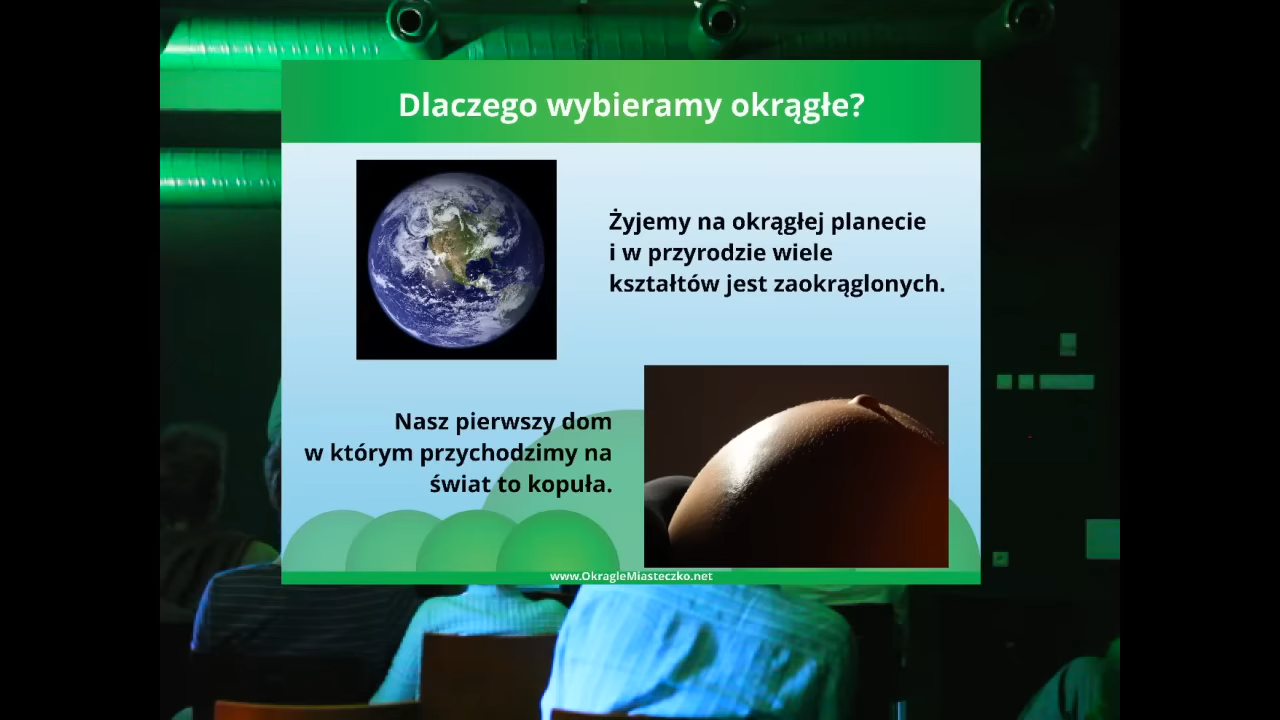 Dlaczego wybieramy okrągłe?
Żyjemy na okrągłej planecie
i w przyrodzie wiele
kształtów jest zaokrąglonych.
Nasz pierwszy dom
w którym przychodzimy na
świat to kopuła.
www.OkragleMiasteczko.net